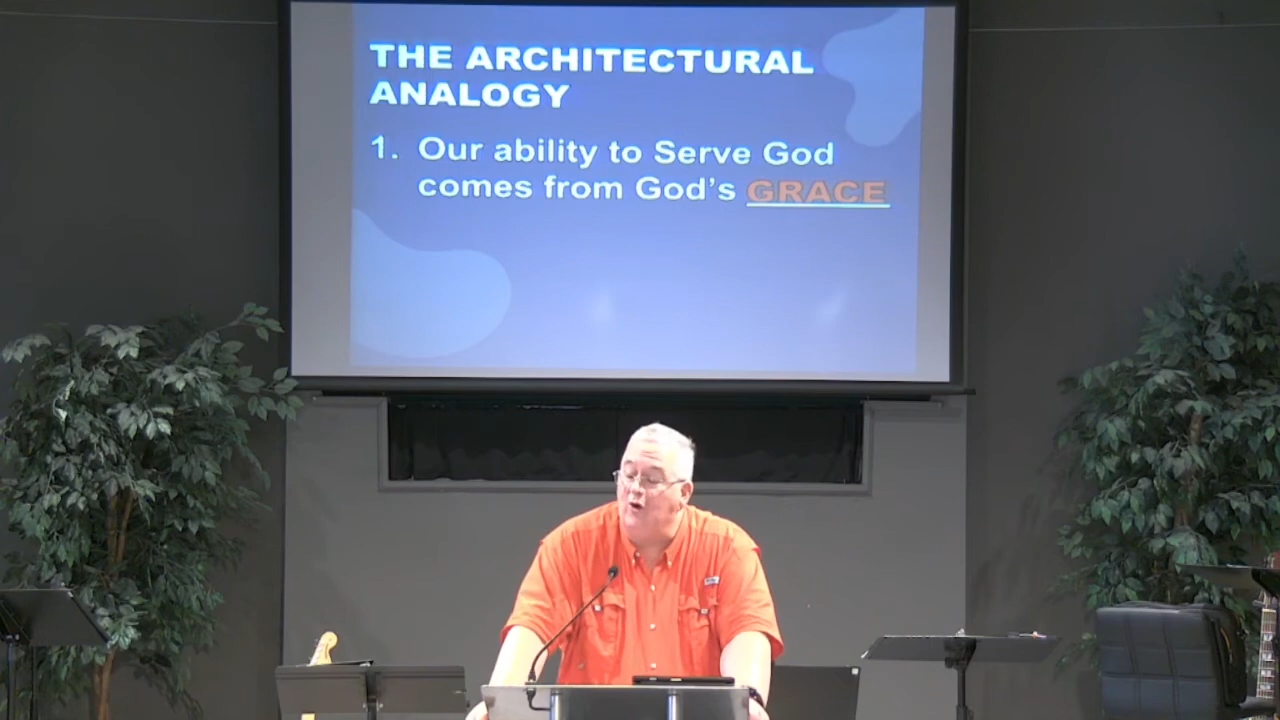 THE ARCHITECTURAL
ANALOGY
1. Our ability to Serve God
comes from God's GRACE